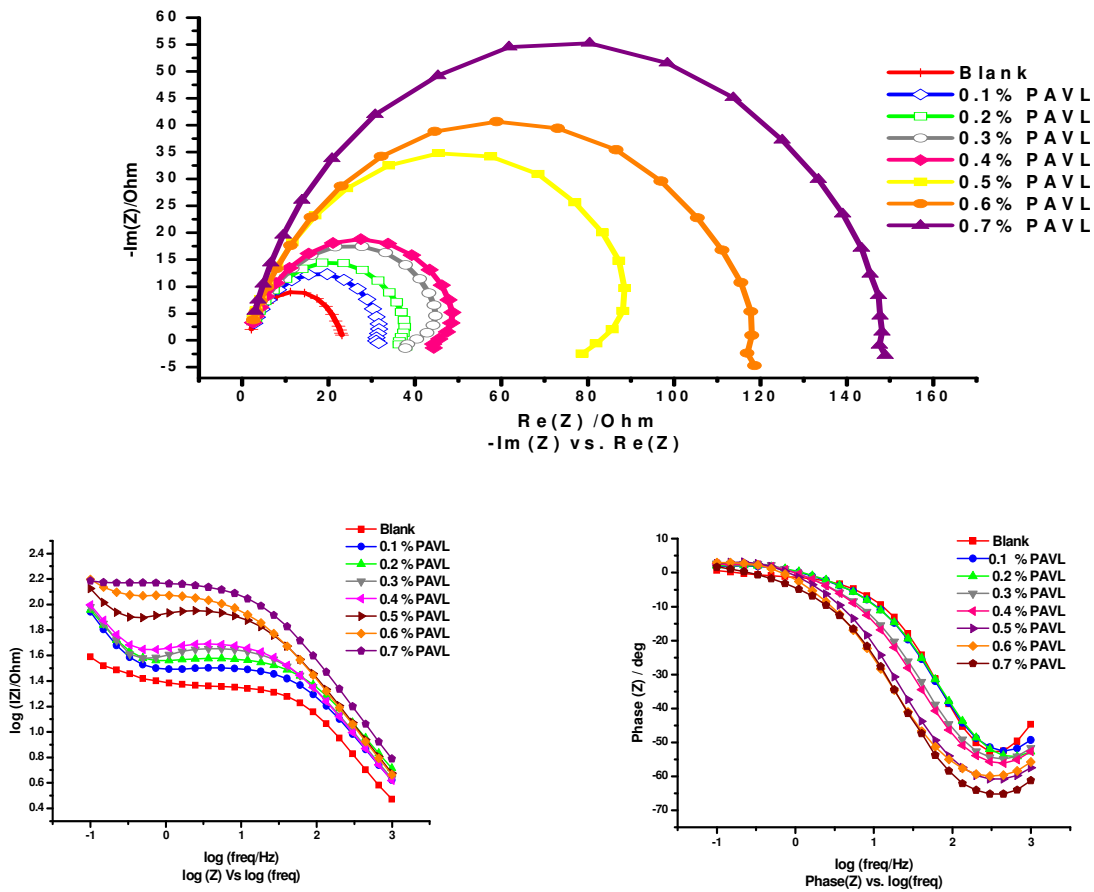 60
55
50
45
40
35
30
25
20
15
10
5
0
-5
-Im(Z)/Ohm
0 20 40 60 80 100 120 140 160
Re(Z) /Ohm
-Im (Z) vs. Re(Z)
Blank
0.1% PAVL
0.2% PAVL
0.3% PAVL
0.4% PAVL
0.5% PAVL
0.6% PAVL
0.7% PAVL
2.4
2.2
2.0
1.8
1.6
1.4
1.2
1.0
0.8
0.6
0.4
log (IZI/Ohm)
-1 0 1 2 3
log (freq/Hz)
log (Z) Vs log (freq)
Blank
0.1 % PAVL
0.2 % PAVL
0.3 % PAVL
0.4 % PAVL
0.5 % PAVL
0.6 % PAVL
0.7 % PAVL
10
0
-10
-20
-30
-40
-50
-60
-70
Phase (Z) / deg
-1 0 1 2 3
log (freq/Hz)
Phase(Z) vs. log(freq)
Blank
0.1 % PAVL
0.2 % PAVL
0.3 % PAVL
0.4 % PAVL
0.5 % PAVL
0.6 % PAVL
0.7 % PAVL